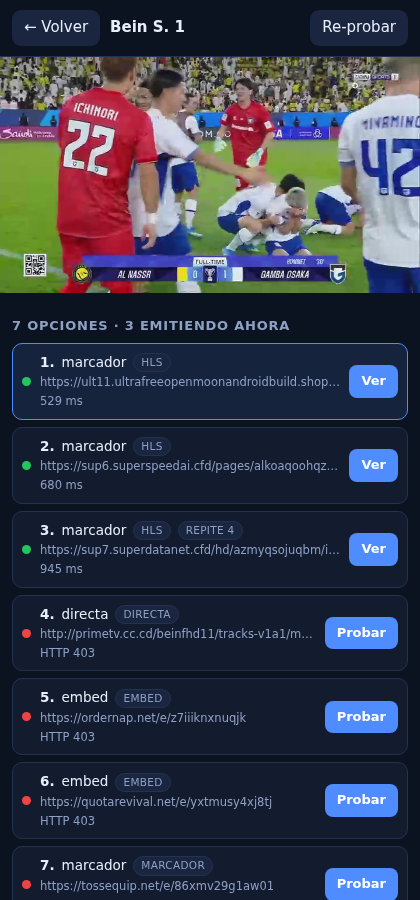 ← Volver
Bein S. 1
Re-probar
ICHIMORI
22
42
FULL-TIME
AL NASSR
0
1
GAMBA OSAKA
7 OPCIONES · 3 EMITIENDO AHORA
1. marcador HLS
https://ult11.ultrafreeopenmoonandroidbuild.shop…
529 ms
Ver
2. marcador HLS
https://sup6.superspeedai.cfd/pages/alkoaqoohqz…
680 ms
Ver
3. marcador HLS REPITE 4
https://sup7.superdatanet.cfd/hd/azmyqsojuqbm/i…
945 ms
Ver
4. directa DIRECTA
http://primetv.cc.cd/beinfhd11/tracks-v1a1/m…
HTTP 403
Probar
5. embed EMBED
https://ordernap.net/e/z7iiiknxnuqjk
HTTP 403
Probar
6. embed EMBED
https://quotarevival.net/e/yxtmusy4xj8tj
HTTP 403
Probar
7. marcador MARCADOR
https://tossequip.net/e/86xmv29g1aw01
Probar